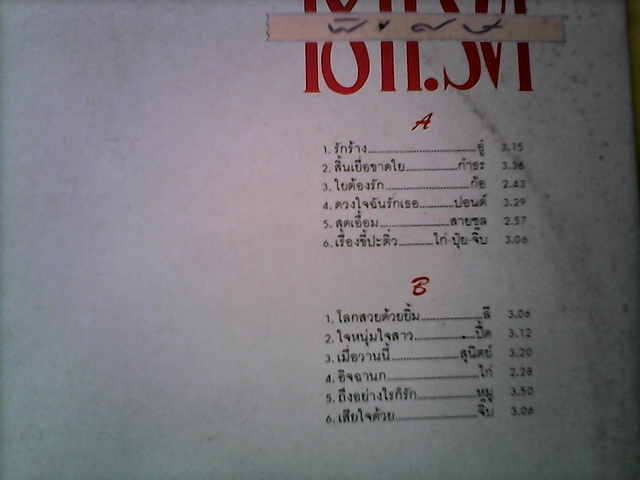 A
1. รักร้าง......................................อู๋ 3.15
2. สิ้นเยื่อขาดใย..................กำธร 3.36
3. ใยต้องรัก.............................ก้อ 2.43
4. ดวงใจฉันรักเธอ............ปอนด์ 3.29
5. สุดเอื้อม........................สายชล 2.57
6. เรื่องขี้ปะติ๋ว............ไก่-ปุ้ย-จิ๊บ 3.06
B
1. โลกสวยด้วยยิ้ม......................ลี 3.06
2. ใจหนุ่มใจสาว......................ปื๊ด 3.12
3. เมื่อวานนี้........................สุนิตย์ 3.20
4. อิจฉานก................................ไก่ 2.28
5. ถึงอย่างไรก็รัก....................หมู 3.50
6. เสียใจด้วย............................จิ๊บ 3.06